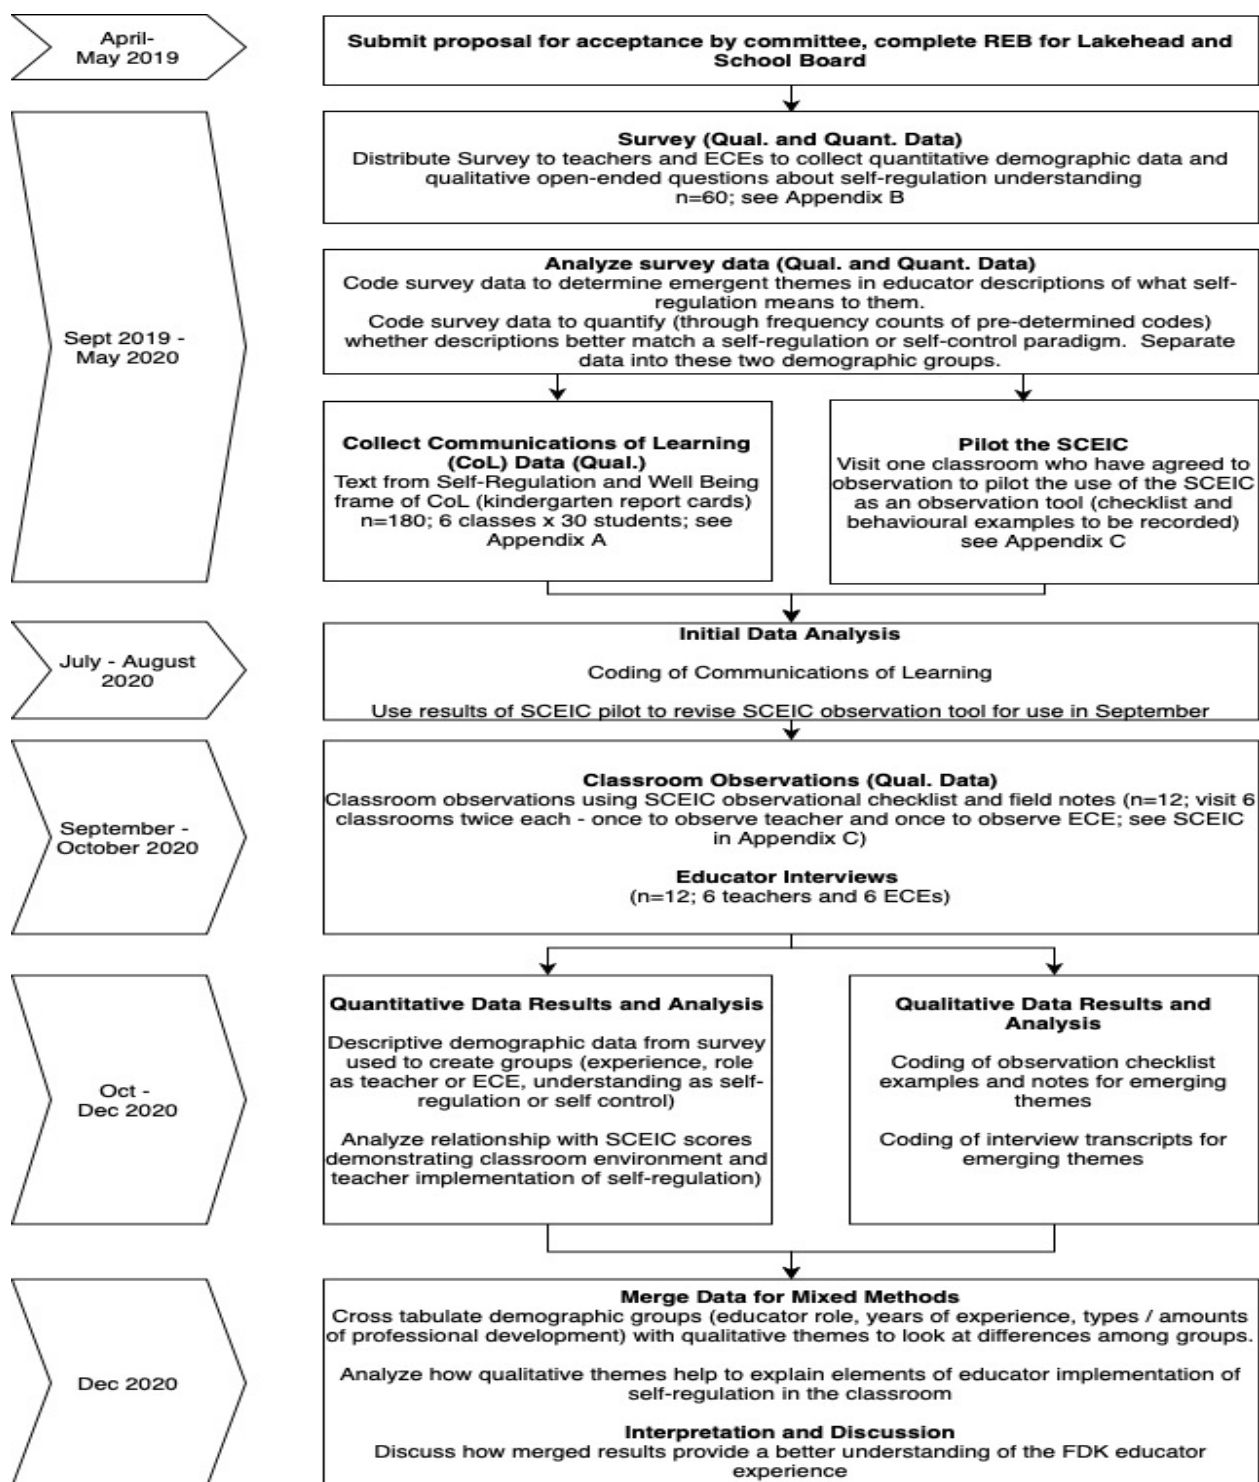 April-
May 2019
Submit proposal for acceptance by committee, complete REB for Lakehead and
School Board
Sept 2019 -
May 2020
Survey (Qual. and Quant. Data)
Distribute Survey to teachers and ECEs to collect quantitative demographic data and
qualitative open-ended questions about self-regulation understanding
n=60; see Appendix B
Analyze survey data (Qual. and Quant. Data)
Code survey data to determine emergent themes in educator descriptions of what self-
regulation means to them.
Code survey data to quantify (through frequency counts of pre-determined codes)
whether descriptions better match a self-regulation or self-control paradigm.  Separate
data into these two demographic groups.
Collect Communications of Learning
(CoL) Data (Qual.)
Text from Self-Regulation and Well Being
frame of CoL (kindergarten report cards)
n=180; 6 classes x 30 students; see
Appendix A
Pilot the SCEIC
Visit one classroom who have agreed to
observation to pilot the use of the SCEIC
as an observation tool (checklist and
behavioural examples to be recorded)
see Appendix C
July - August
2020
Initial Data Analysis
Coding of Communications of Learning
Use results of SCEIC pilot to revise SCEIC observation tool for use in September
September -
October 2020
Classroom Observations (Qual. Data)
Classroom observations using SCEIC observational checklist and field notes (n=12; visit 6
classrooms twice each - once to observe teacher and once to observe ECE; see SCEIC
in Appendix C)
Educator Interviews
(n=12; 6 teachers and 6 ECEs)
Oct -
Dec 2020
Quantitative Data Results and Analysis
Descriptive demographic data from survey
used to create groups (experience, role
as teacher or ECE, understanding as self-
regulation or self control)
Analyze relationship with SCEIC scores
demonstrating classroom environment and
teacher implementation of self-regulation)
Qualitative Data Results and
Analysis
Coding of observation checklist
examples and notes for emerging
themes
Coding of interview transcripts for
emerging themes
Dec 2020
Merge Data for Mixed Methods
Cross tabulate demographic groups (educator role, years of experience, types / amounts
of professional development) with qualitative themes to look at differences among groups.
Analyze how qualitative themes help to explain elements of educator implementation of
self-regulation in the classroom
Interpretation and Discussion
Discuss how merged results provide a better understanding of the FDK educator
experience